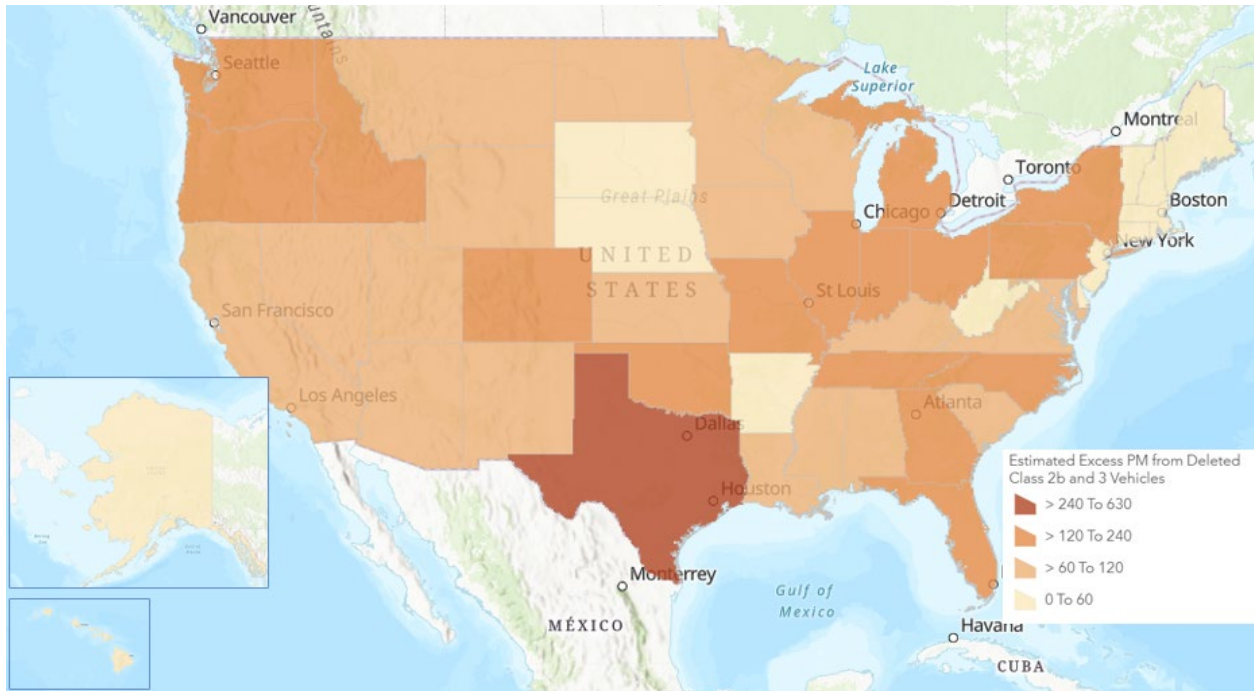 Vancouver
Seattle
Lake
Superior
Montreal
Toronto
Great Plains
Chicago
Detroit
Boston
New York
UNITED
STATES
St Louis
San Francisco
Los Angeles
Atlanta
Dallas
Houston
Monterrey
Gulf of
Mexico
MÉXICO
Havana
CUBA
Estimated Excess PM from Deleted
Class 2b and 3 Vehicles
> 240 To 630
> 120 To 240
> 60 To 120
0 To 60